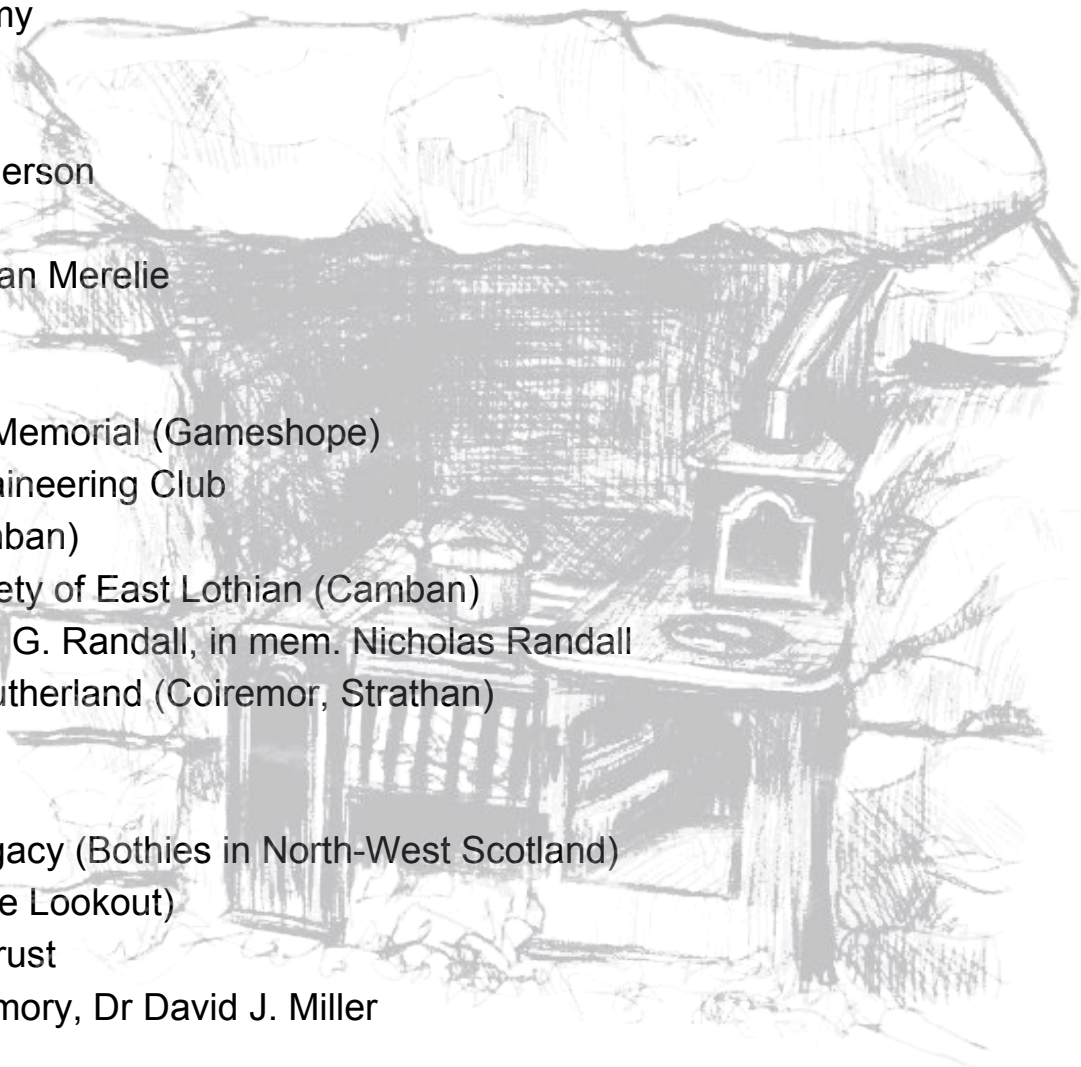 my
erson
an Merelie
Memorial (Gameshope)
aineering Club
ban)
ety of East Lothian (Camban)
G. Randall, in mem. Nicholas Randall
utherland (Coiremor, Strathan)
gacy (Bothies in North-West Scotland)
e Lookout)
rust
mory, Dr David J. Miller